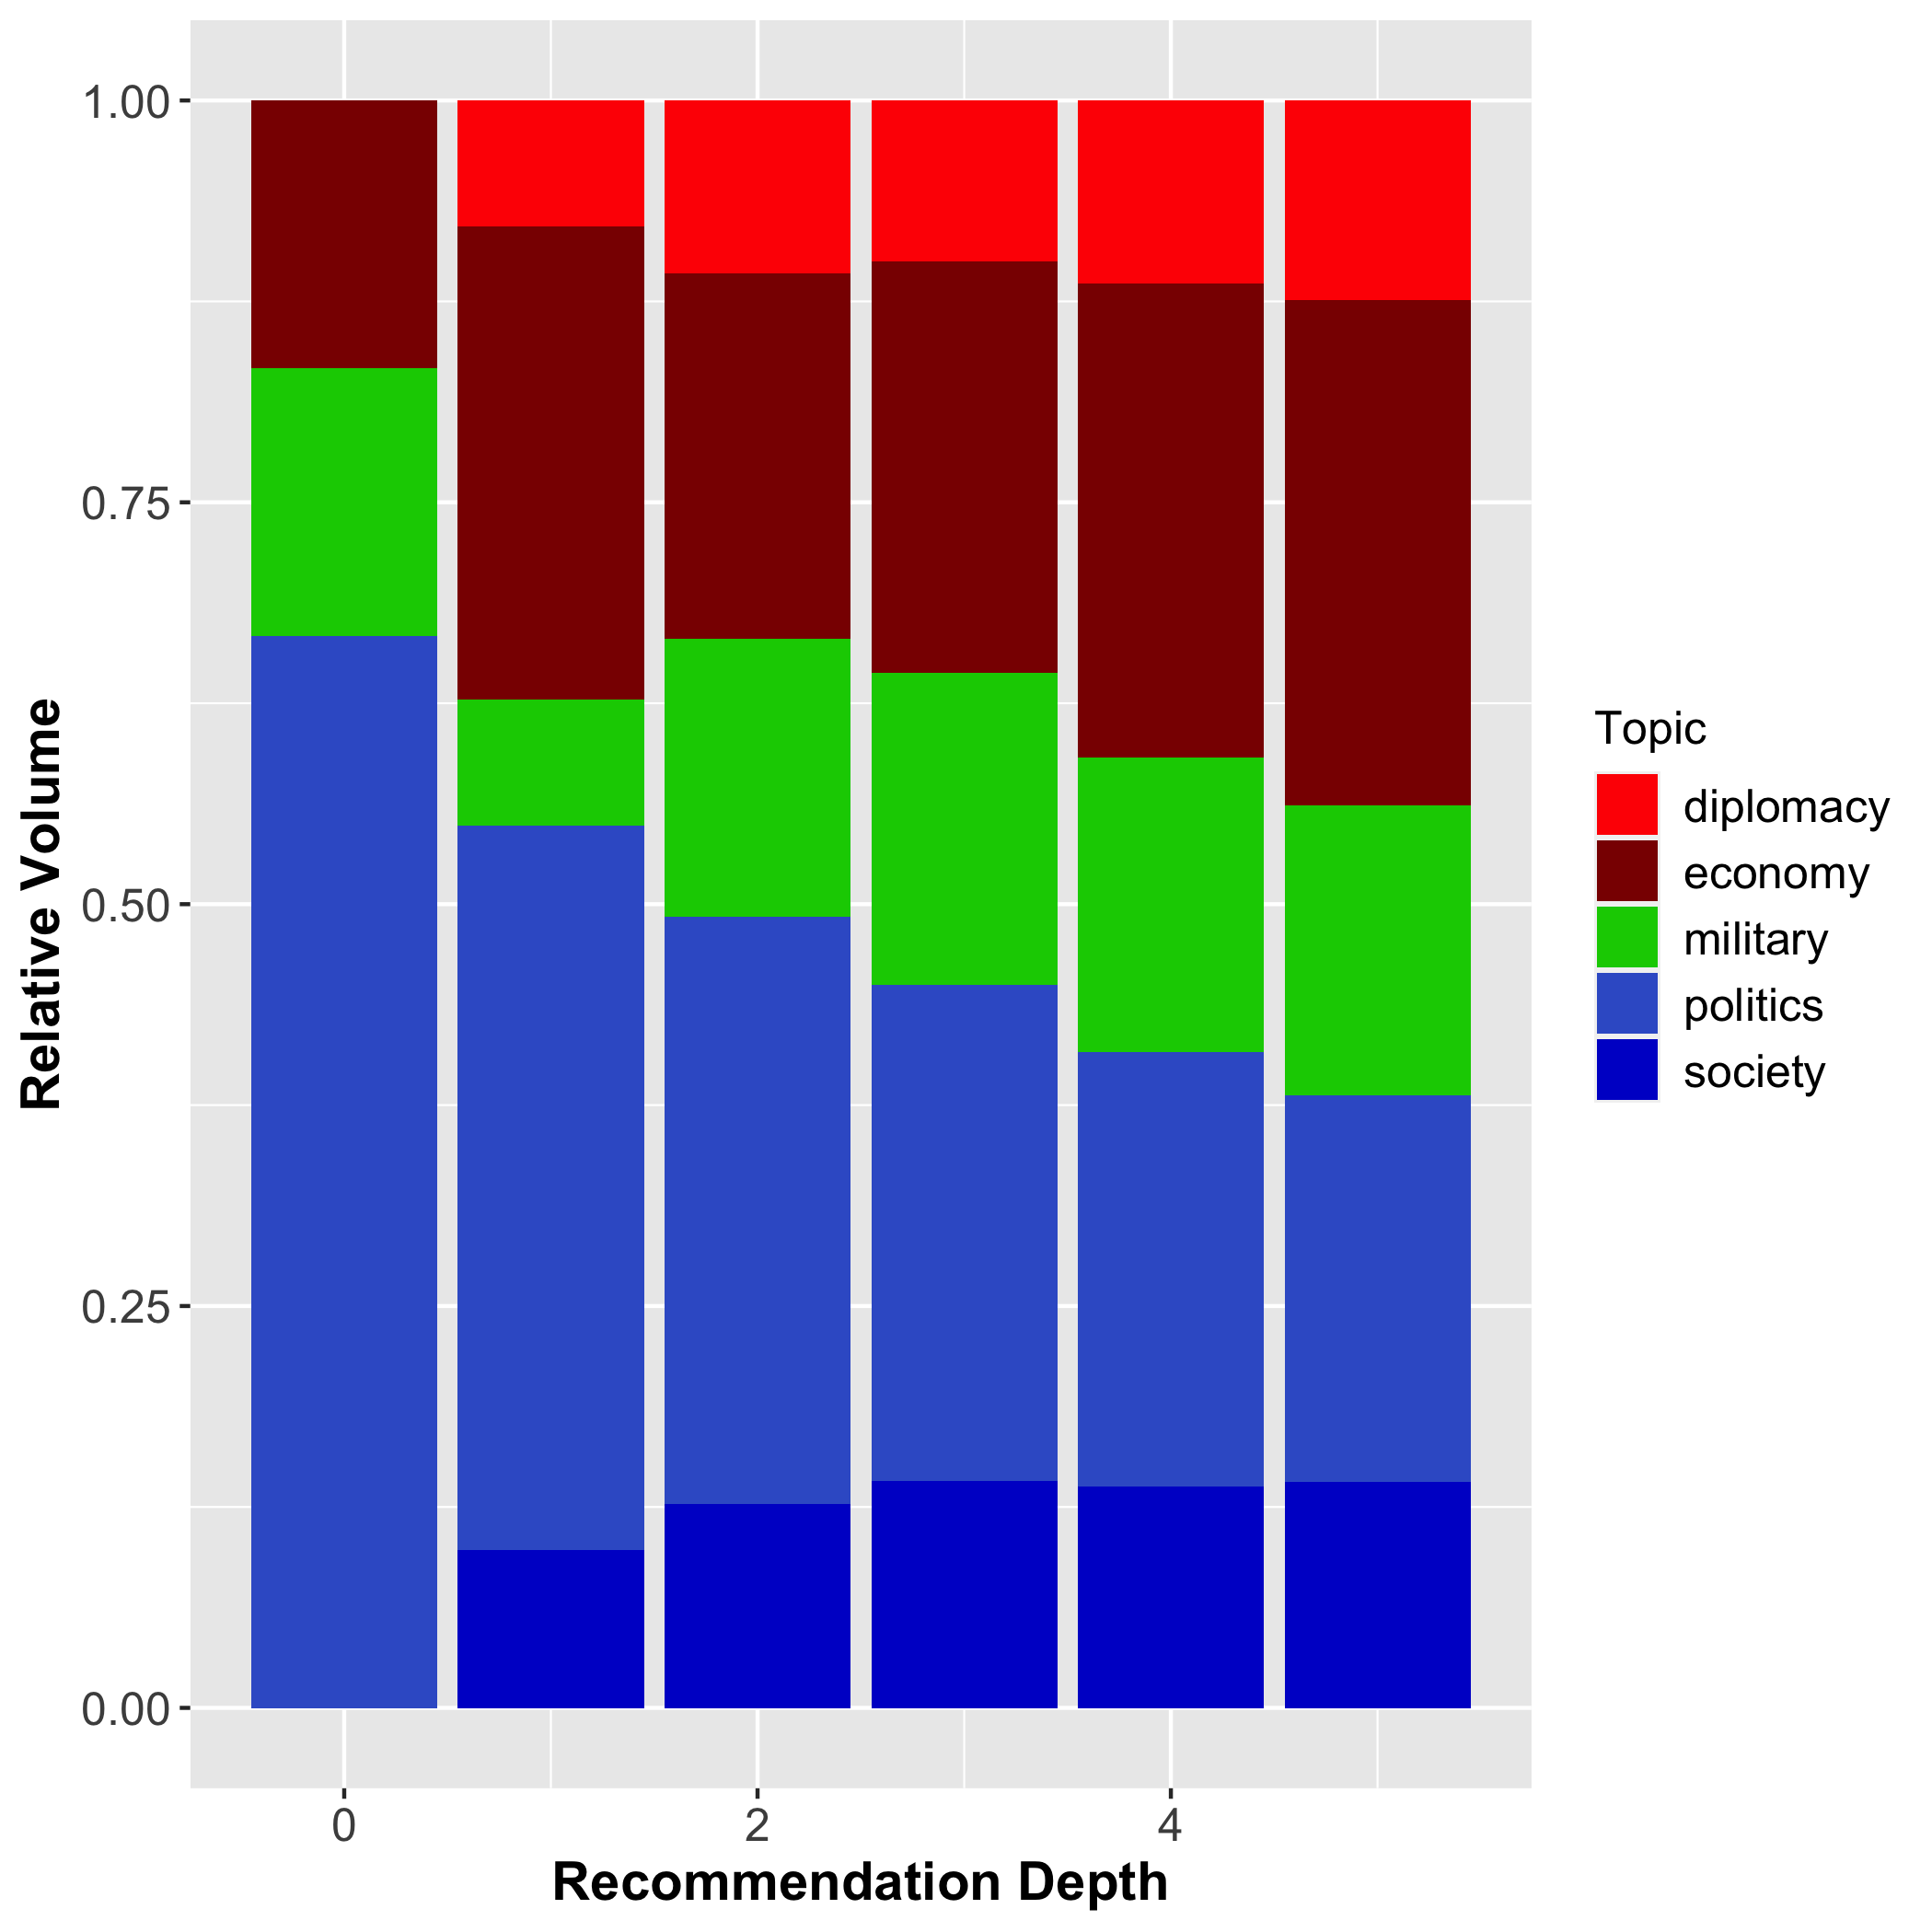 1.00
0.75
0.50
0.25
0.00
Relative Volume
0 2 4
Recommendation Depth
Topic
diplomacy
economy
military
politics
society